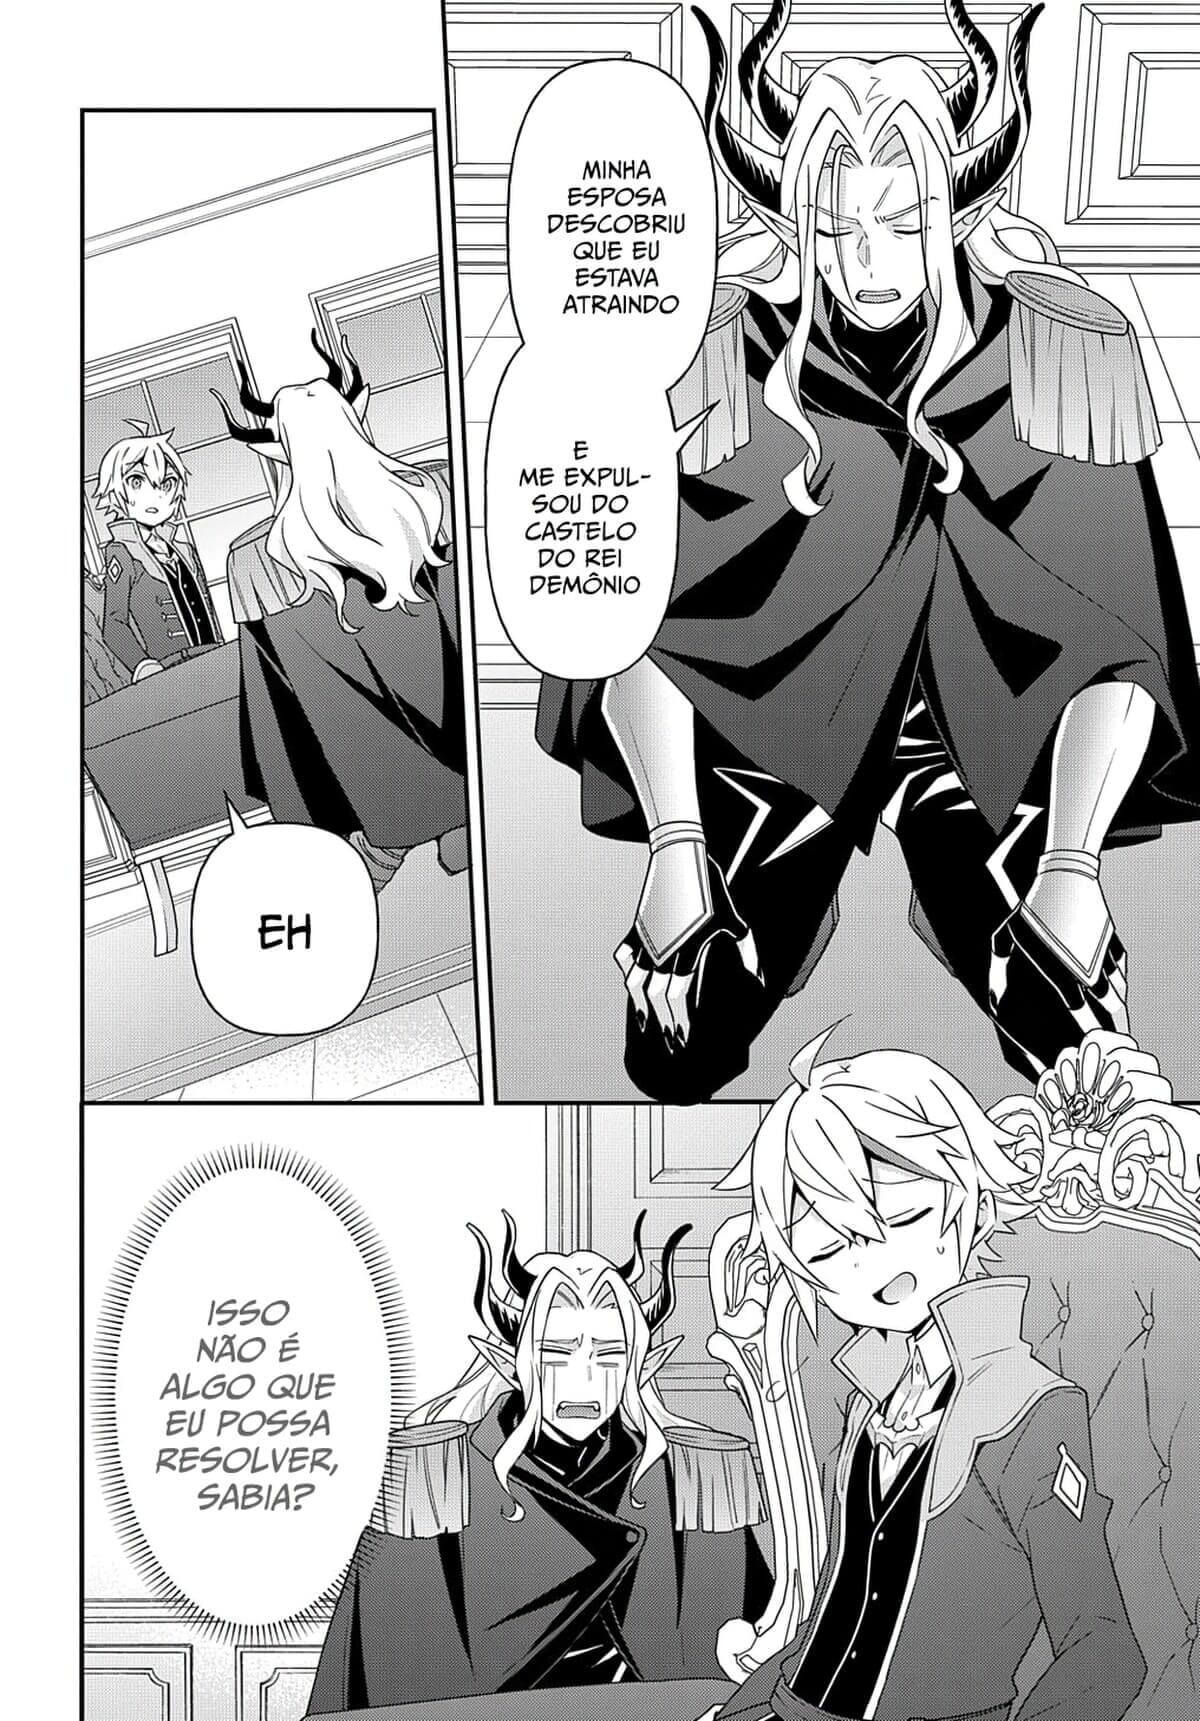 MINHA
ESPOSA
DESCOBRIU
QUE EU
ESTAVA
ATRAINDO
E
ME EXPUL-
SOU DO
CASTELO
DO REI
DEMÔNIO
EH
ISSO
NÃO É
ALGO QUE
EU POSSA
RESOLVER,
SABIA?